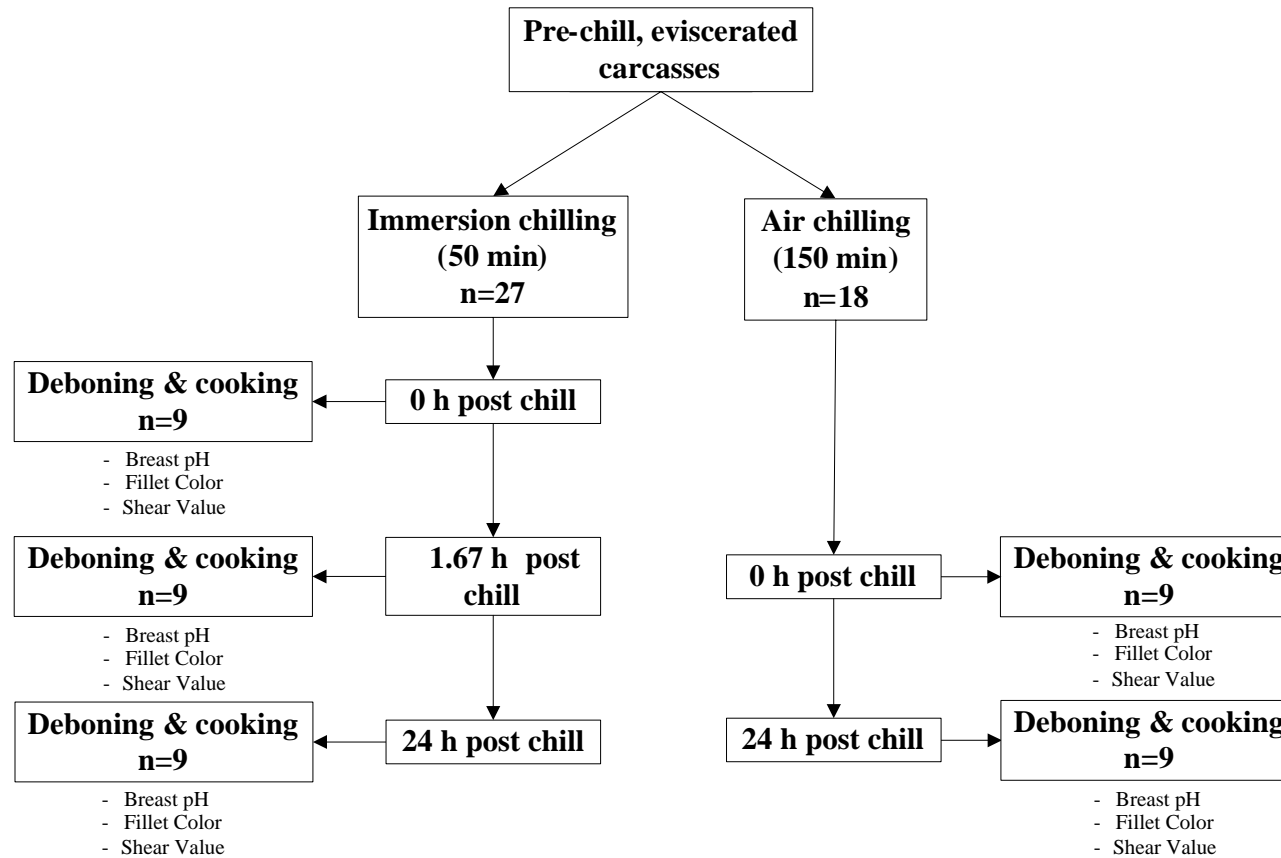 Pre-chill, eviscerated
carcasses
Immersion chilling
(50 min)
n=27
Air chilling
(150 min)
n=18
Deboning & cooking
n=9
- Breast pH
- Fillet Color
- Shear Value
0 h post chill
Deboning & cooking
n=9
- Breast pH
- Fillet Color
- Shear Value
1.67 h post
chill
0 h post chill
Deboning & cooking
n=9
- Breast pH
- Fillet Color
- Shear Value
Deboning & cooking
n=9
- Breast pH
- Fillet Color
- Shear Value
24 h post chill
24 h post chill
Deboning & cooking
n=9
- Breast pH
- Fillet Color
- Shear Value